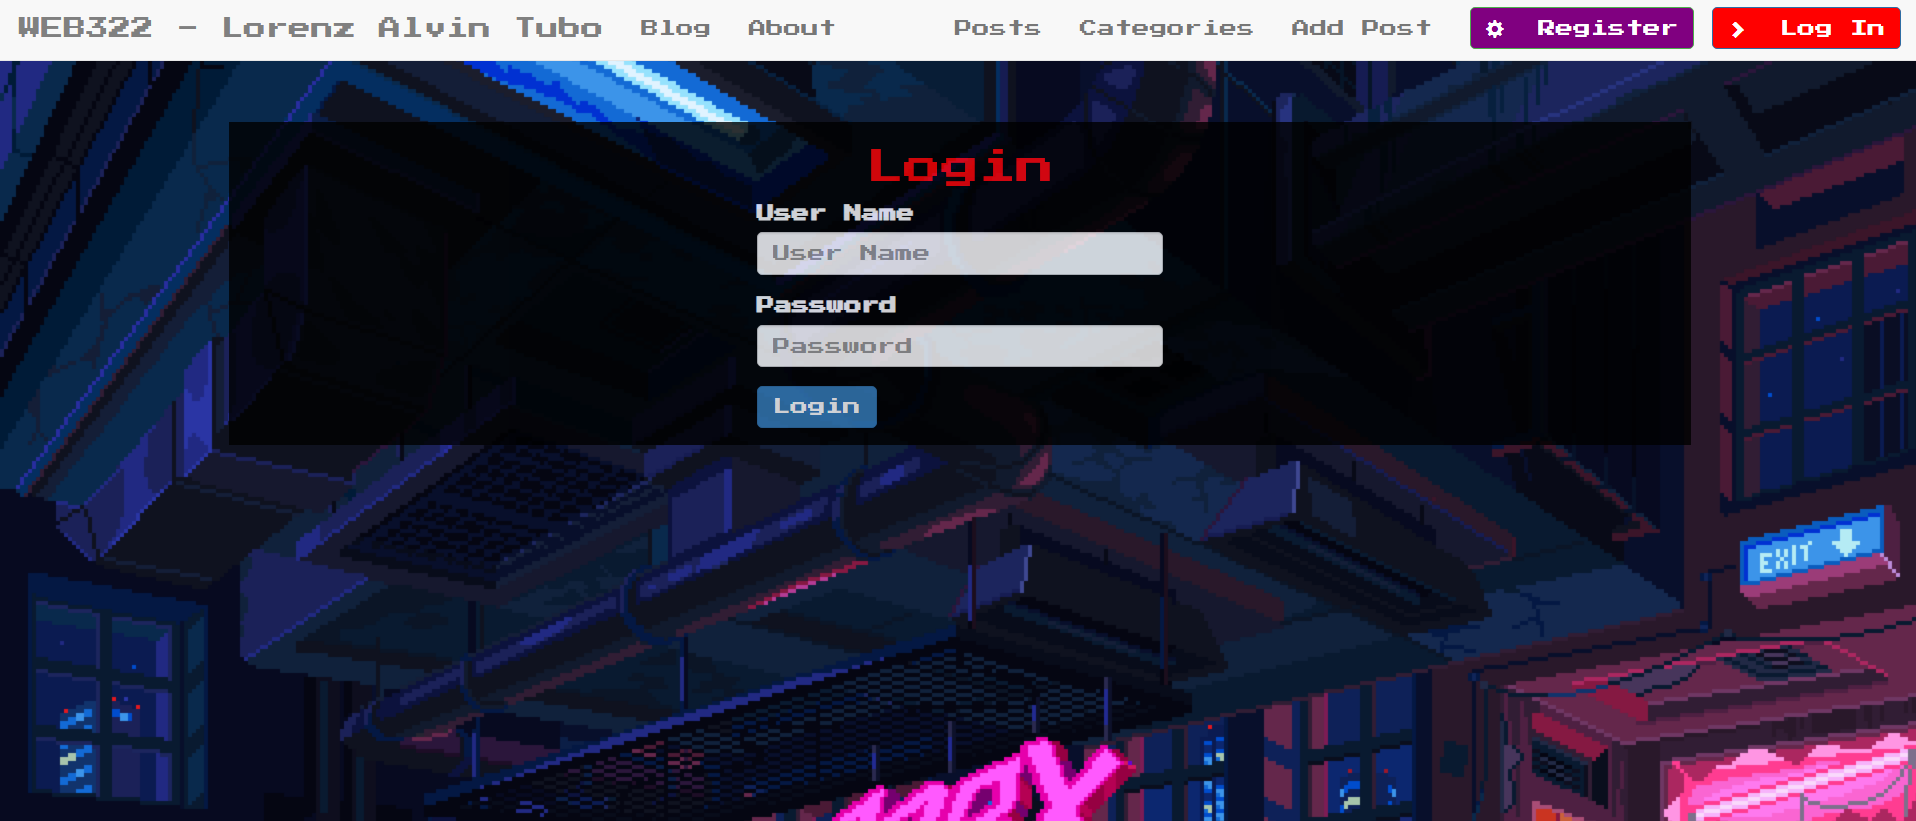 WEB322 - Lorenz Alvin Tubo Blog About Posts Categories Add Post Register Log In
Login
User Name
User Name
Password
Password
Login
EXIT